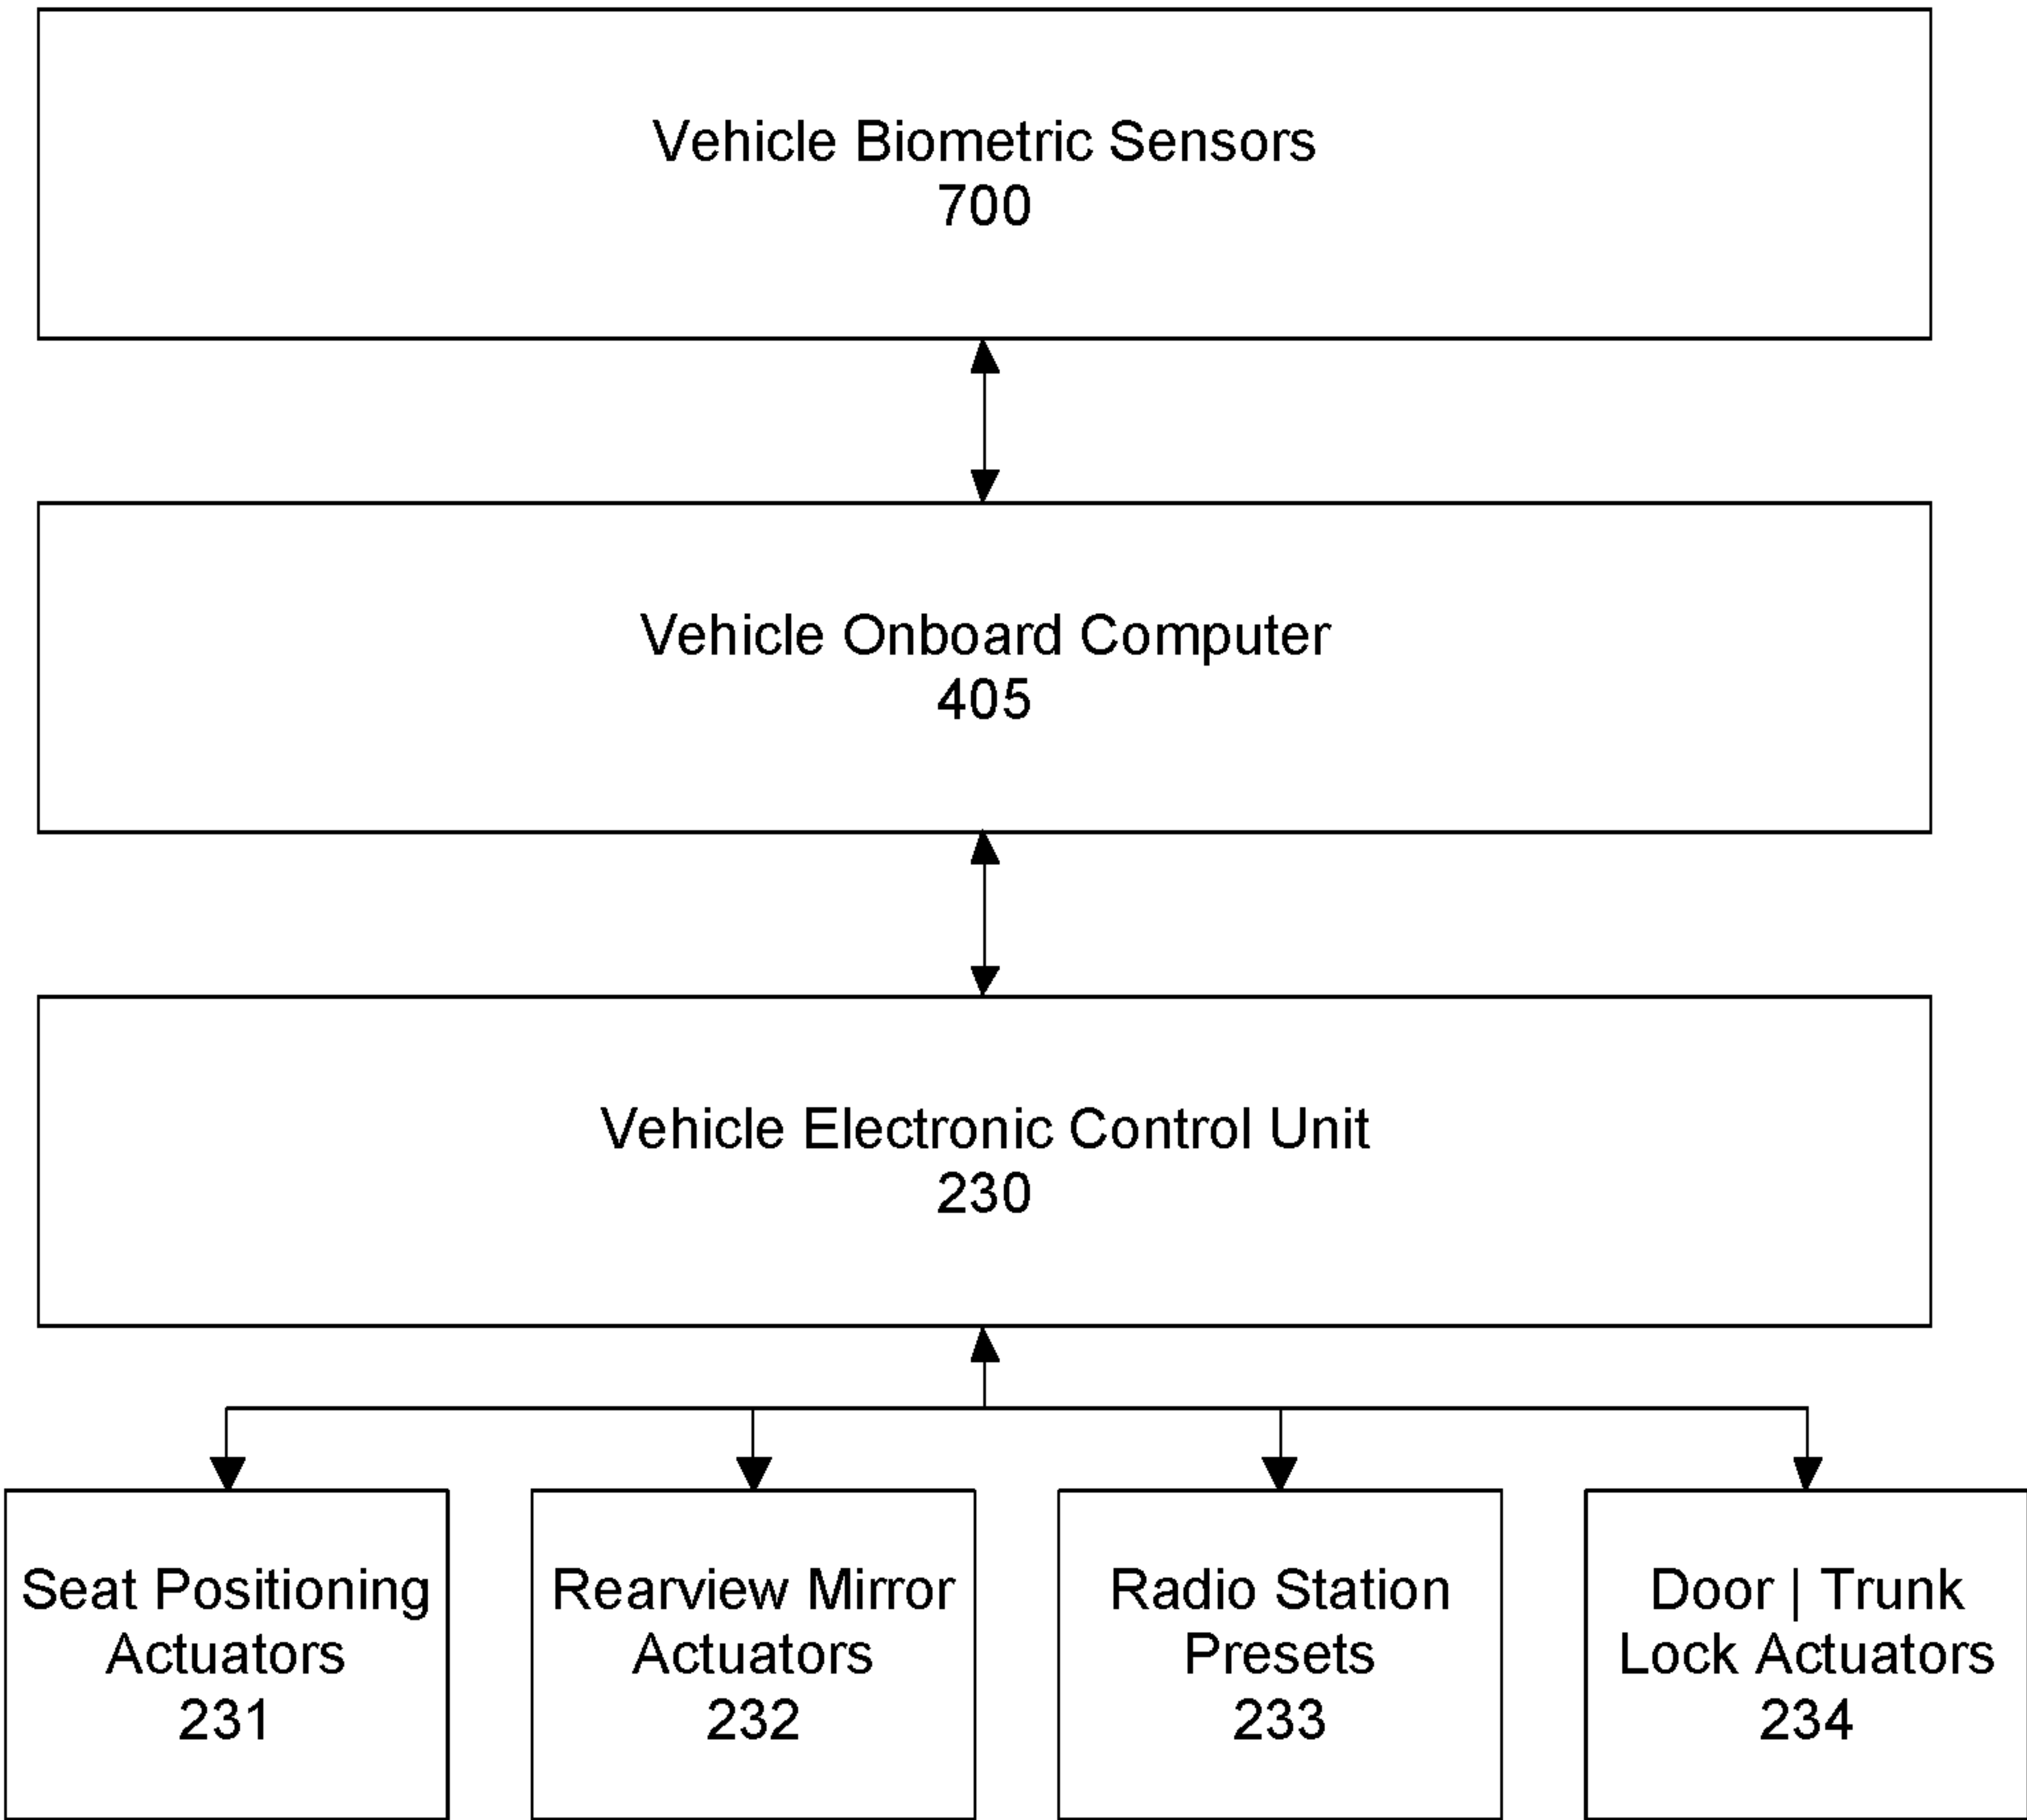 Vehicle Biometric Sensors
700
Vehicle Onboard Computer
405
Vehicle Electronic Control Unit
230
Seat Positioning
Actuators
231
Rearview Mirror
Actuators
232
Radio Station
Presets
233
Door | Trunk
Lock Actuators
234